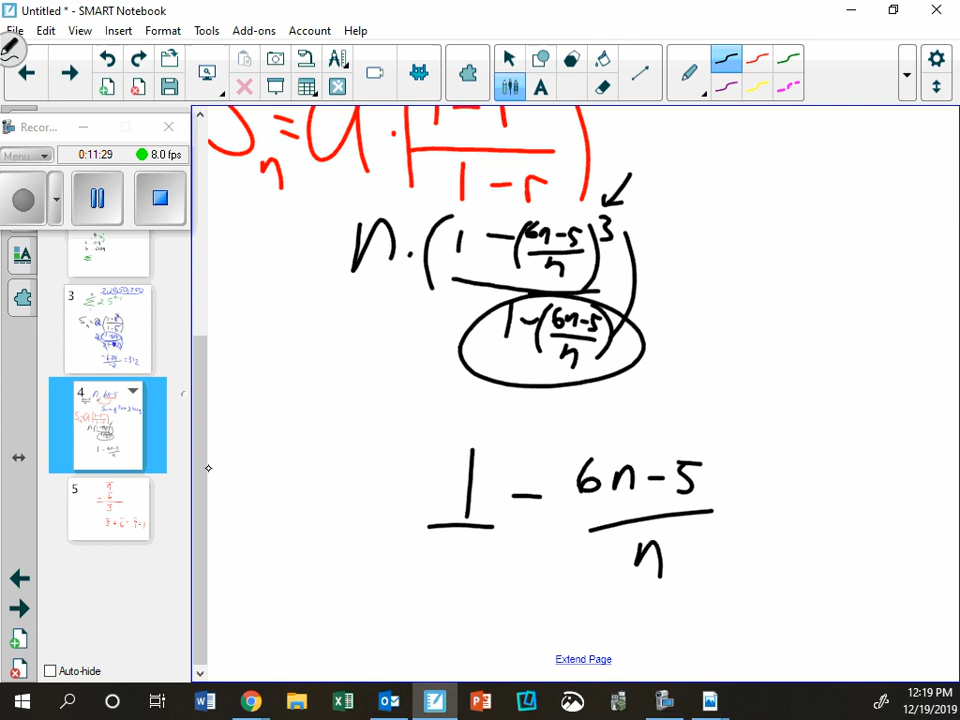 Untitled * - SMART Notebook
File Edit View Insert Format Tools Add-ons Account Help
Recor...
Menu
0:11:29 8.0 fps
3
4
5
Auto-hide
Sₙ = a · (1 - r
1 - r )
n · (1 - (6n-5
n)³
1 - (6n-5
n))
1 - 6n-5
n
Extend Page
12:19 PM
12/19/2019